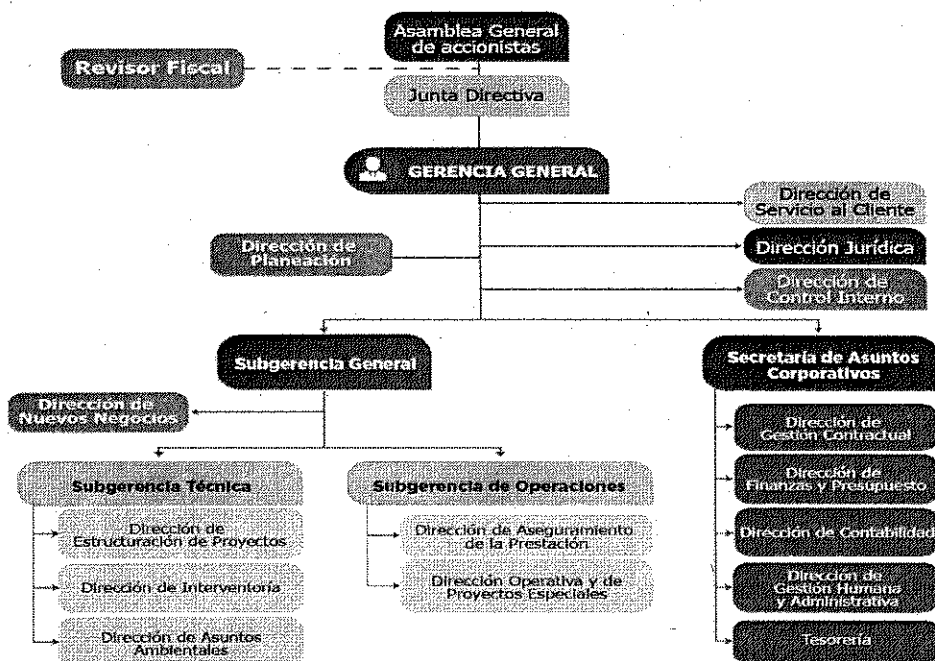 Asamblea General
de accionistas
Revisor Fiscal
Junta Directiva
GERENCIA GENERAL
Dirección de
Servicio al Cliente
Dirección de
Planeación
Dirección Jurídica
Dirección de
Control Interno
Subgerencia General
Secretaría de Asuntos
Corporativos
Dirección de
Nuevos Negocios
Dirección de
Gestión Contractual
Subgerencia Técnica
Subgerencia de Operaciones
Dirección de
Finanzas y Presupuesto
Dirección de
Estructuración de Proyectos
Dirección de Aseguramiento
de la Prestación
Dirección de Contabilidad
Dirección de Interventoría
Dirección Operativa y de
Proyectos Especiales
Dirección de
Gestión Humana
y Administrativa
Dirección de Asuntos
Ambientales
Tesorería